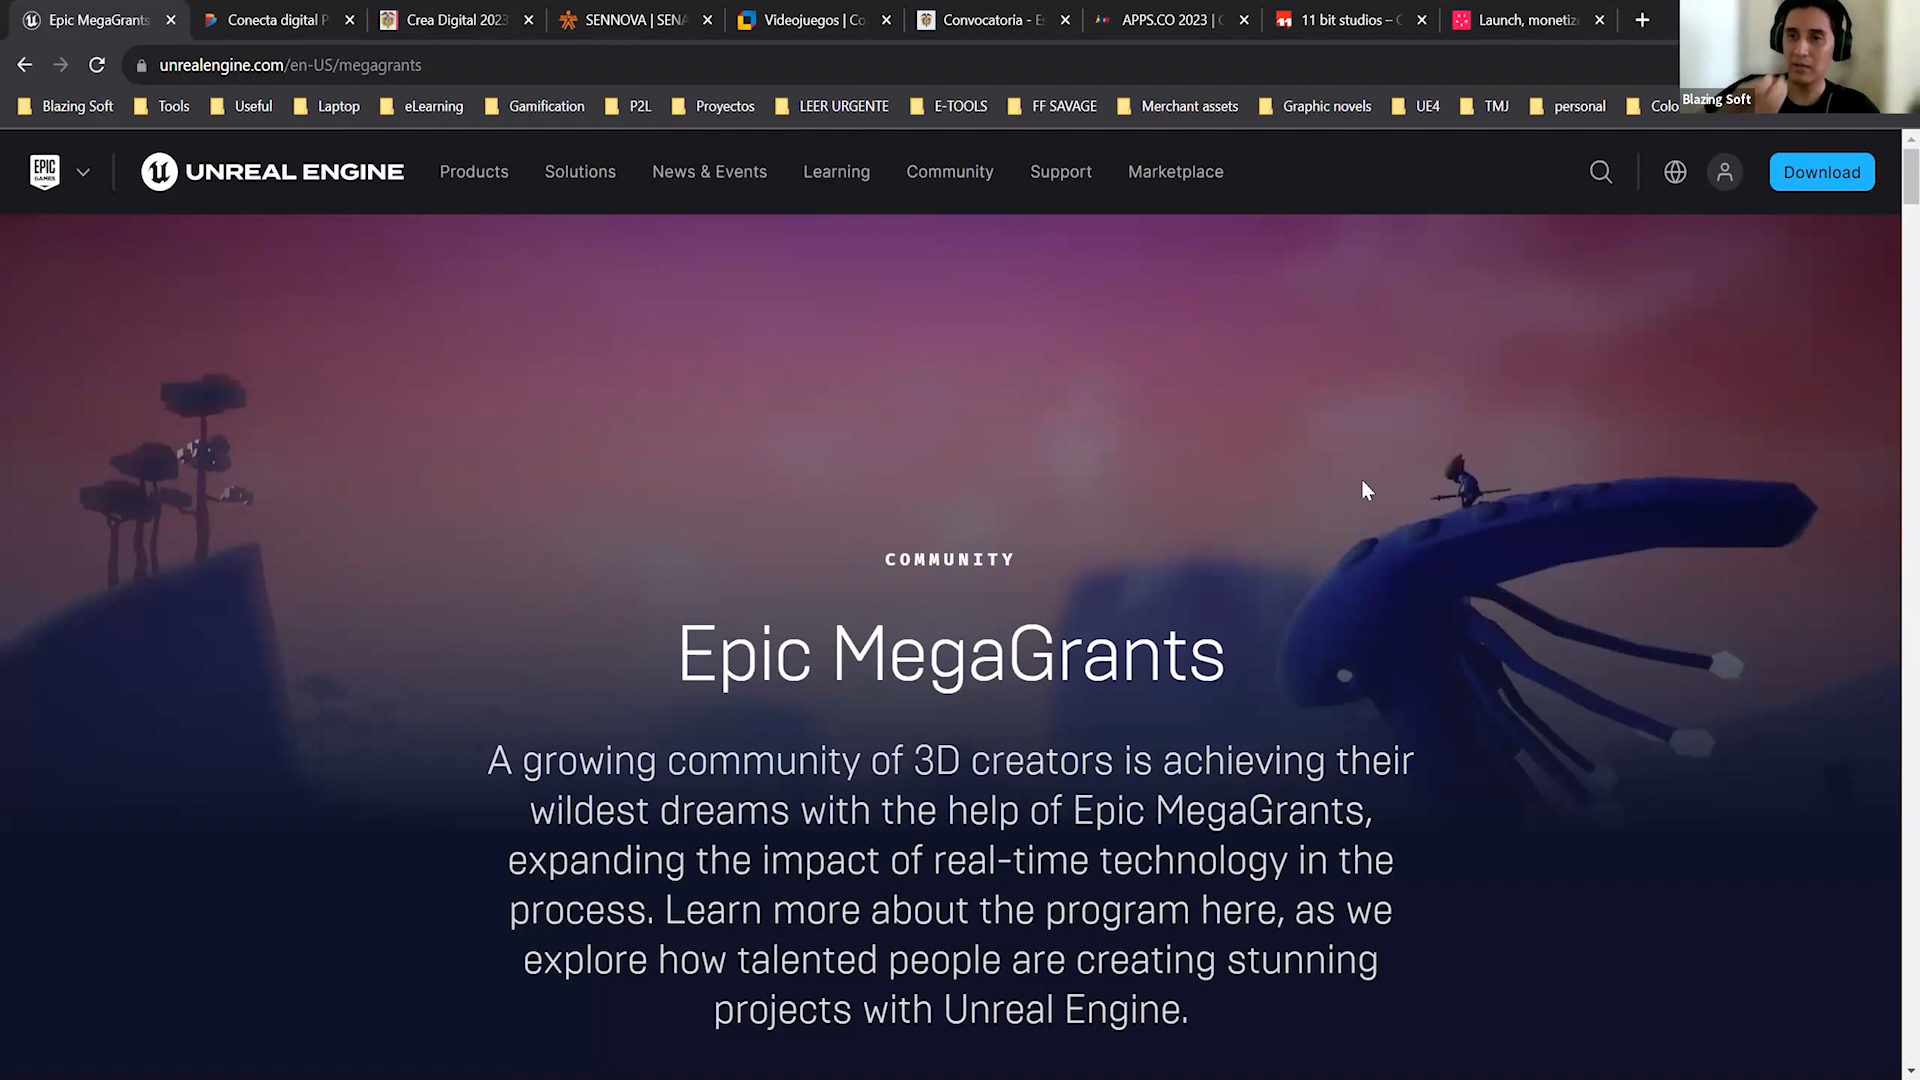 Epic MegaGrants
Conecta digital P
Crea Digital 2023
SENNOVA | SENA
Videojuegos | Co
Convocatoria - Es
APPS.CO 2023 | C
11 bit studios – C
Launch, monetiz
unrealengine.com/en-US/megagrants
Blazing Soft
Tools
Useful
Laptop
eLearning
Gamification
P2L
Proyectos
LEER URGENTE
E-TOOLS
FF SAVAGE
Merchant assets
Graphic novels
UE4
TMJ
personal
Colo
Blazing Soft
EPIC GAMES
UNREAL ENGINE
Products
Solutions
News & Events
Learning
Community
Support
Marketplace
Download
COMMUNITY
Epic MegaGrants
A growing community of 3D creators is achieving their
wildest dreams with the help of Epic MegaGrants,
expanding the impact of real-time technology in the
process. Learn more about the program here, as we
explore how talented people are creating stunning
projects with Unreal Engine.